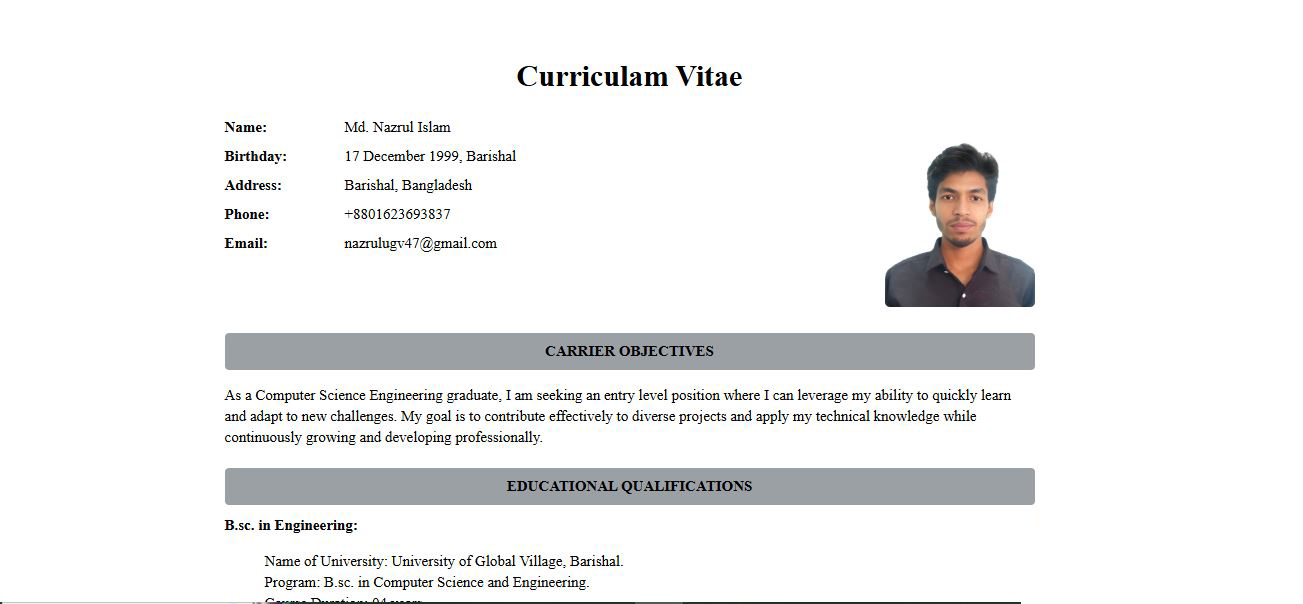 Curriculam Vitae
Name: Md. Nazrul Islam
Birthday: 17 December 1999, Barishal
Address: Barishal, Bangladesh
Phone: +8801623693837
Email: nazrulugv47@gmail.com
CARRIER OBJECTIVES
As a Computer Science Engineering graduate, I am seeking an entry level position where I can leverage my ability to quickly learn
and adapt to new challenges. My goal is to contribute effectively to diverse projects and apply my technical knowledge while
continuously growing and developing professionally.
EDUCATIONAL QUALIFICATIONS
B.sc. in Engineering:
Name of University: University of Global Village, Barishal.
Program: B.sc. in Computer Science and Engineering.
Course Duration: 04 years